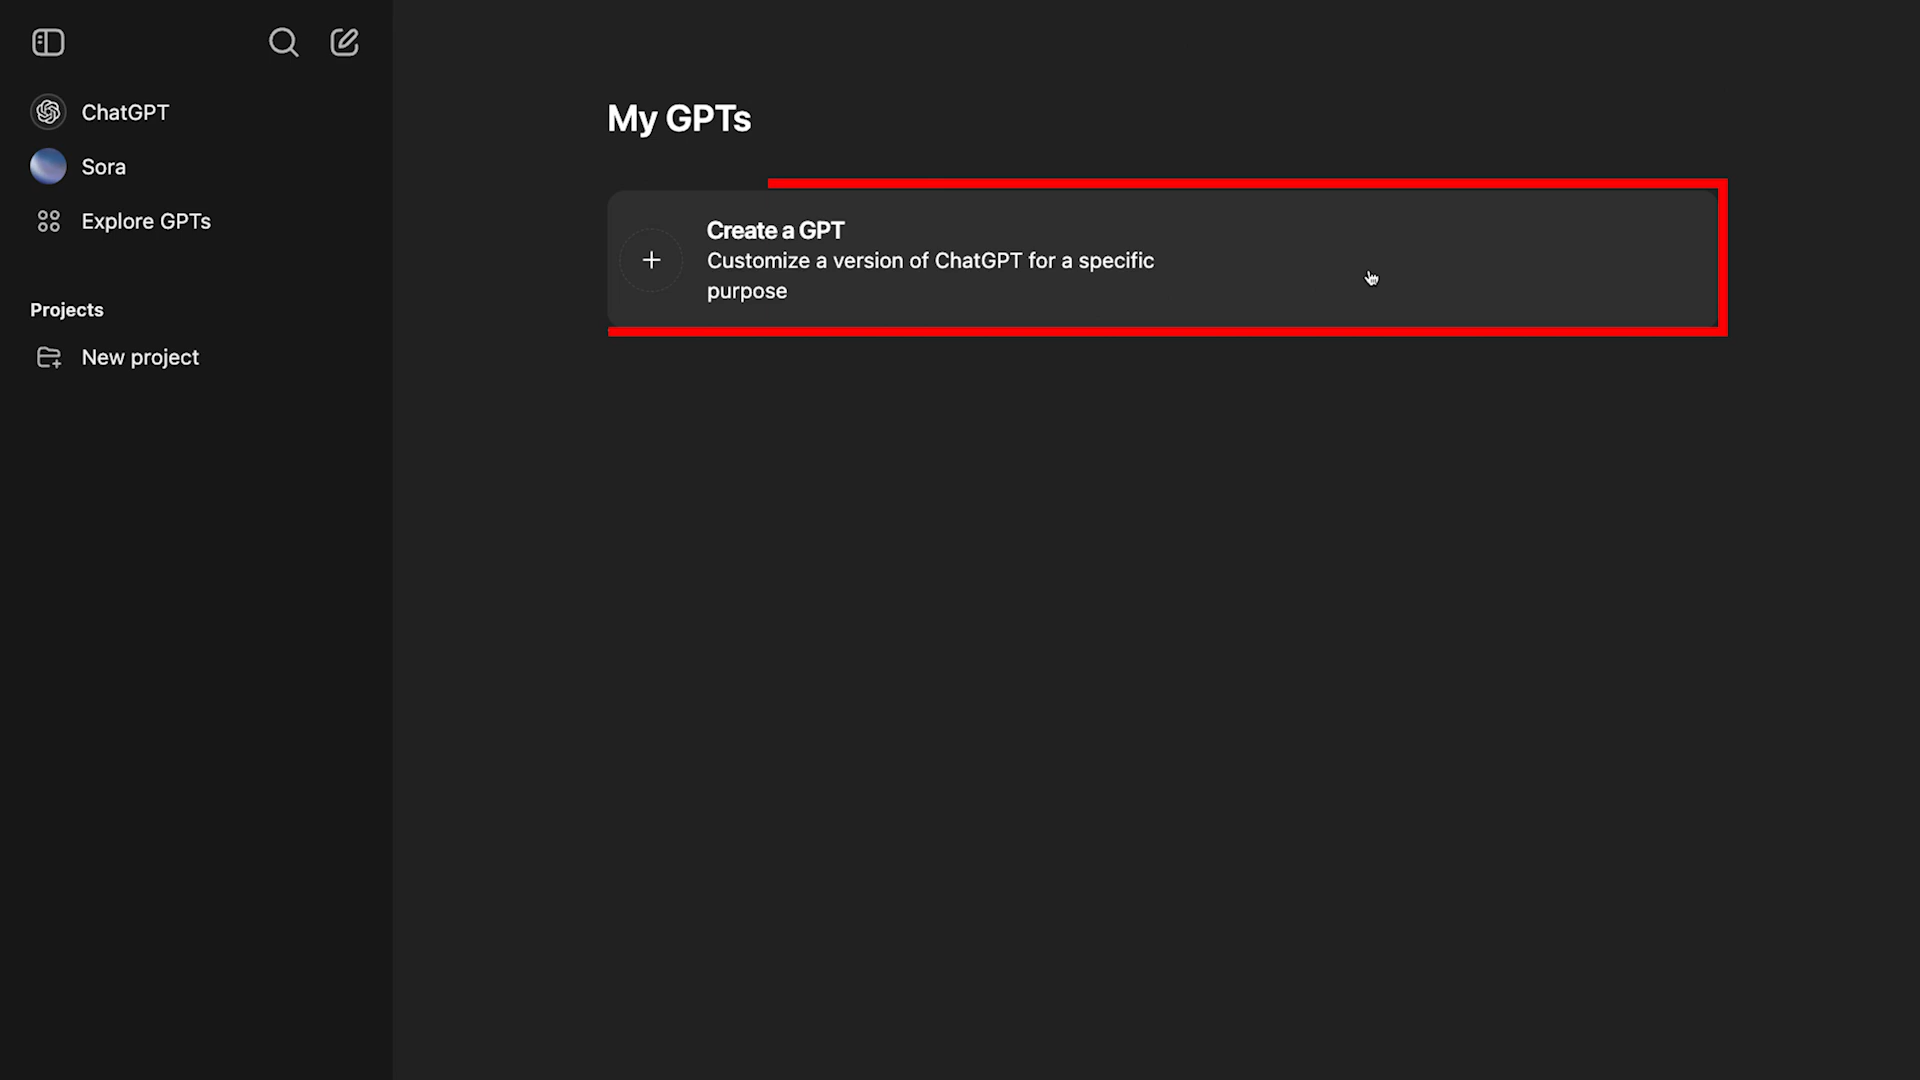 ChatGPT
Sora
Explore GPTs
Projects
New project
My GPTs
Create a GPT
Customize a version of ChatGPT for a specific
purpose